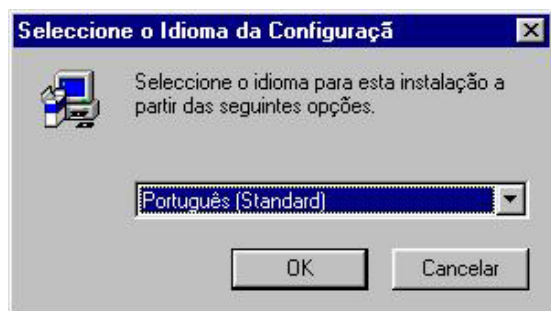 Seleccione o Idioma da Configuraçã
Seleccione o idioma para esta instalação a
partir das seguintes opções.
Português (Standard)
OK
Cancelar